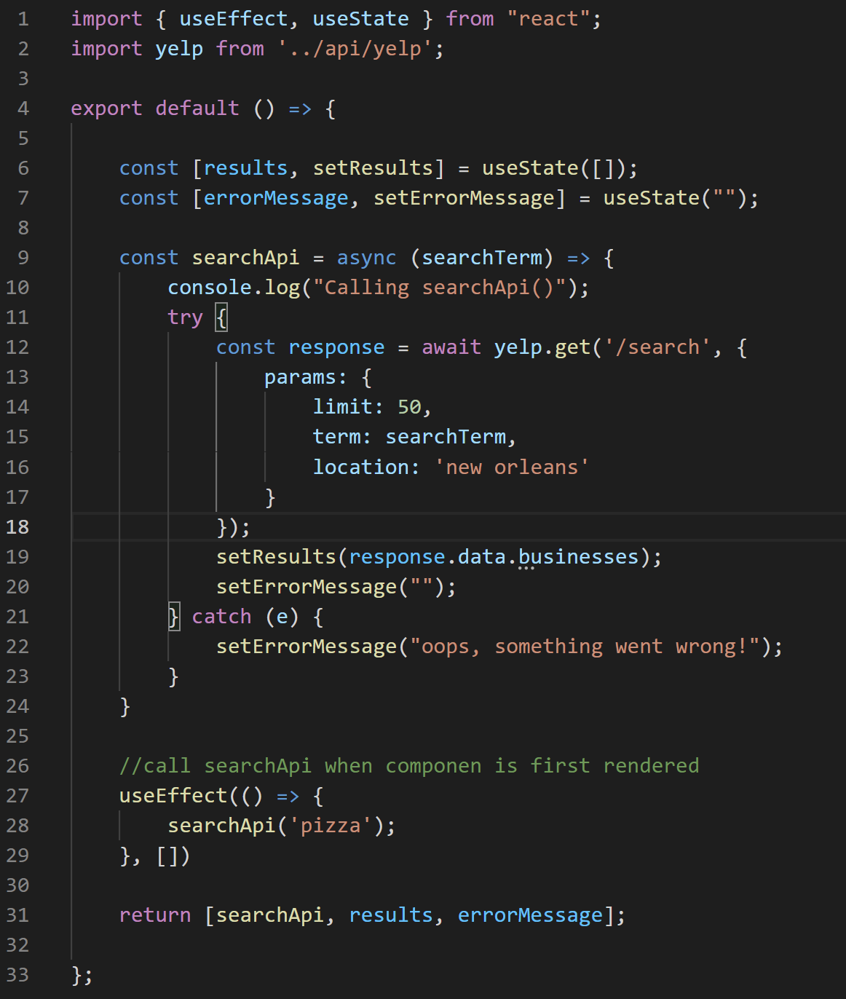 1 import { useEffect, useState } from "react";
2 import yelp from '../api/yelp';
3
4 export default () => {
5
6     const [results, setResults] = useState([]);
7     const [errorMessage, setErrorMessage] = useState("");
8
9     const searchApi = async (searchTerm) => {
10         console.log("Calling searchApi()");
11         try {
12             const response = await yelp.get('/search', {
13                 params: {
14                     limit: 50,
15                     term: searchTerm,
16                     location: 'new orleans'
17                 }
18             });
19             setResults(response.data.businesses);
20             setErrorMessage("");
21         } catch (e) {
22             setErrorMessage("oops, something went wrong!");
23         }
24     }
25
26     //call searchApi when componen is first rendered
27     useEffect(() => {
28         searchApi('pizza');
29     }, [])
30
31     return [searchApi, results, errorMessage];
32
33 };